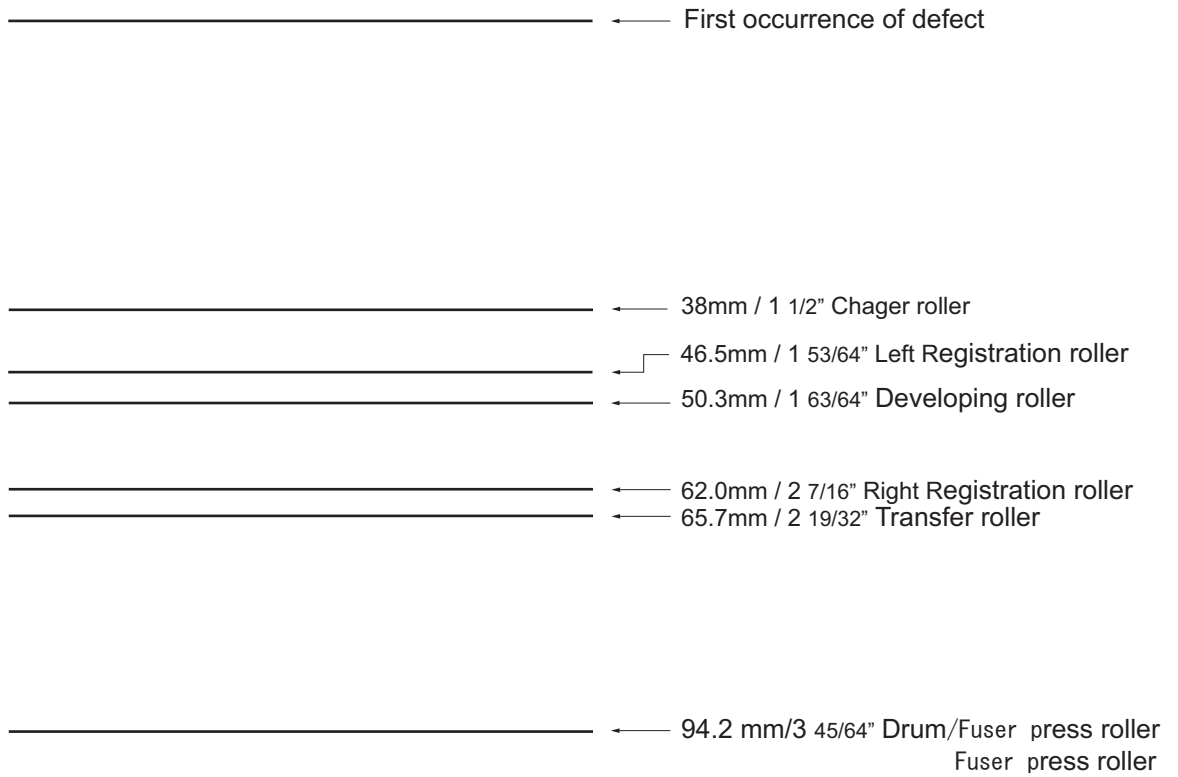 First occurrence of defect
38mm / 1 1/2” Chager roller
46.5mm / 1 53/64” Left Registration roller
50.3mm / 1 63/64” Developing roller
62.0mm / 2 7/16” Right Registration roller
65.7mm / 2 19/32” Transfer roller
94.2 mm/3 45/64” Drum/Fuser press roller
Fuser press roller